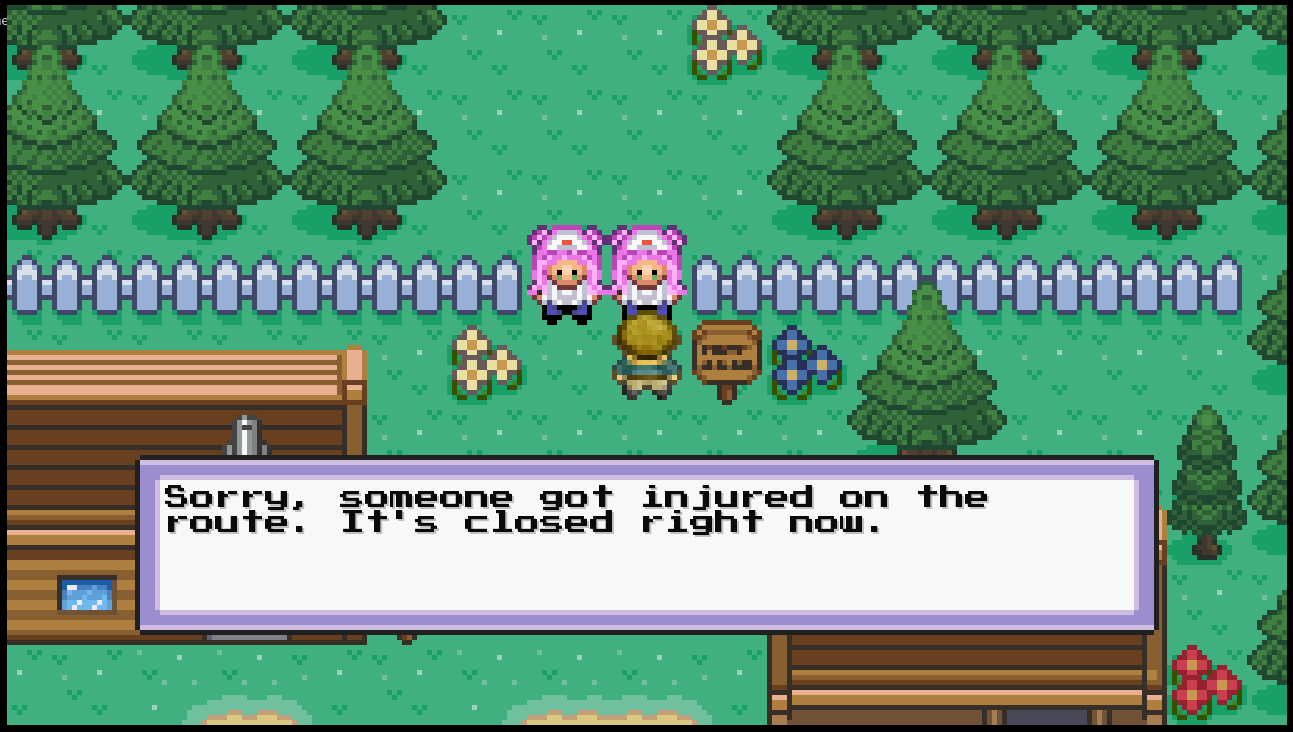 Sorry, someone got injured on the
route. It's closed right now.